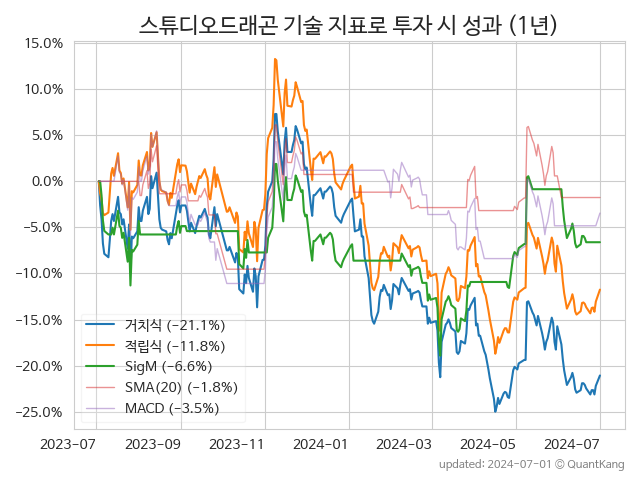 스튜디오드래곤 기술 지표로 투자 시 성과 (1년)
15.0%
10.0%
5.0%
0.0%
−5.0%
−10.0%
−15.0%
−20.0%
−25.0%
거치식 (−21.1%)
적립식 (−11.8%)
SigM (−6.6%)
SMA(20) (−1.8%)
MACD (−3.5%)
2023-07 2023-09 2023-11 2024-01 2024-03 2024-05 2024-07
updated: 2024-07-01 © QuantKang